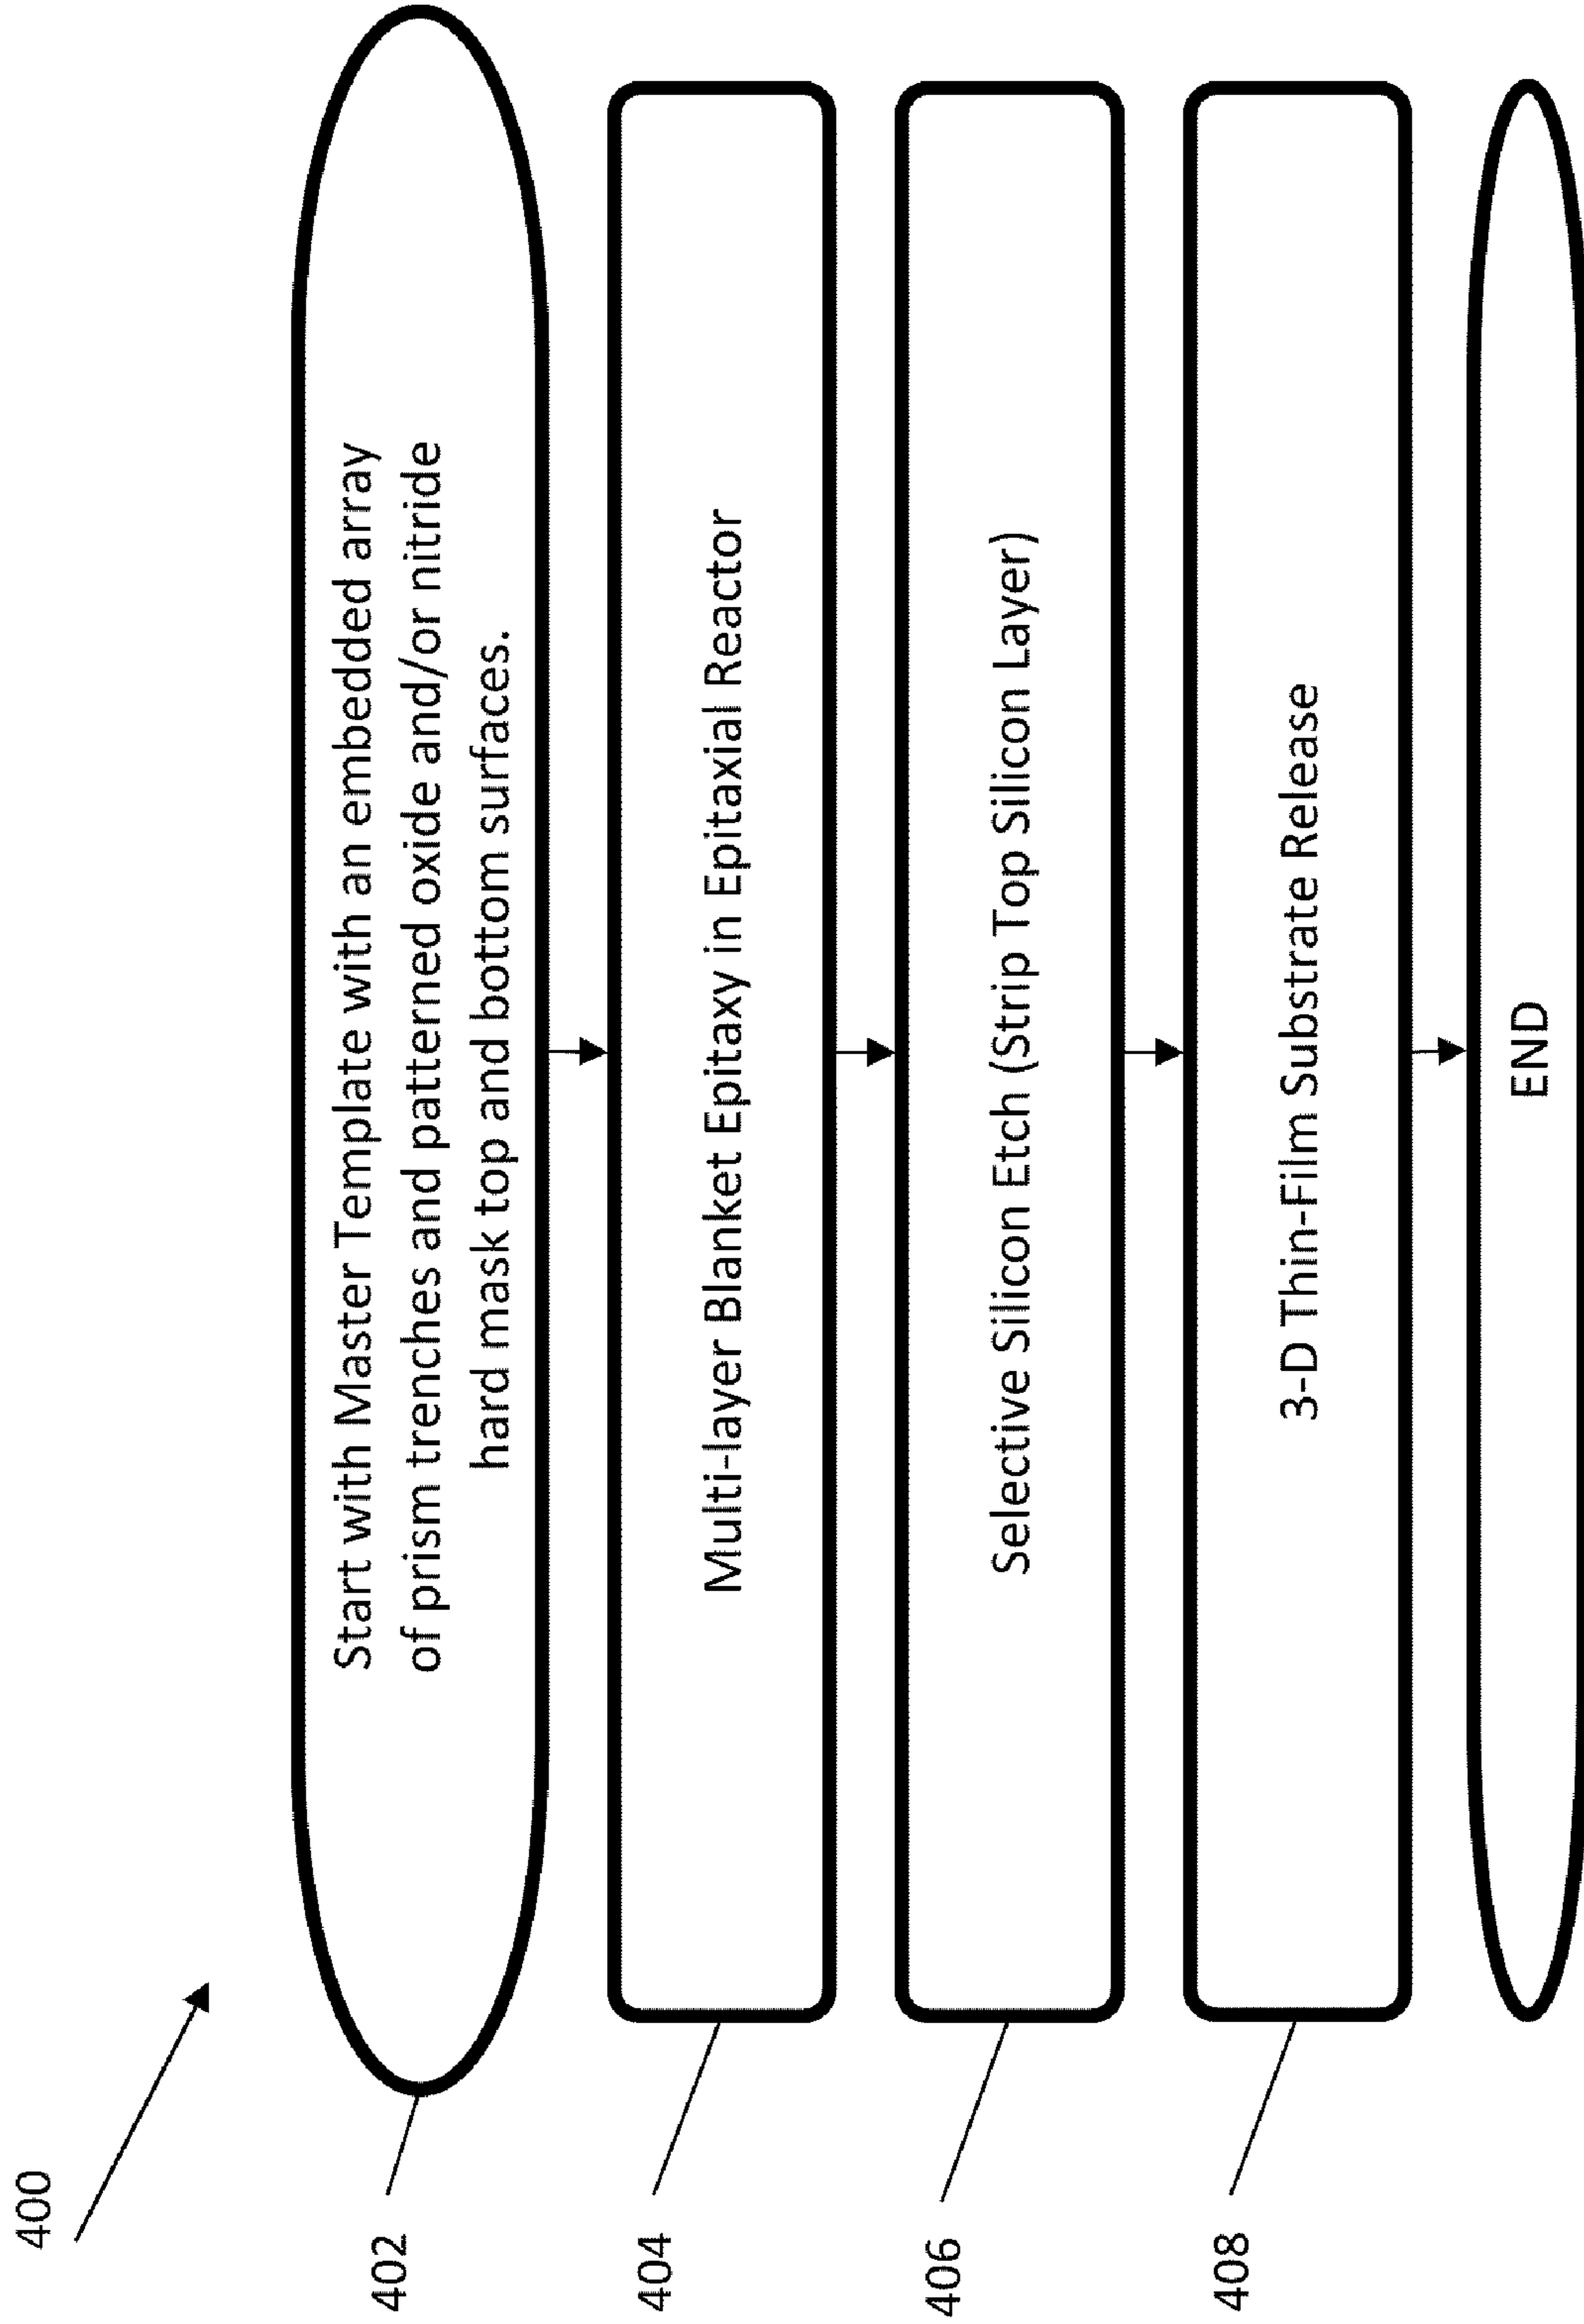 400
402
Start with Master Template with an embedded array
of prism trenches and patterned oxide and/or nitride
hard mask top and bottom surfaces.
404
Multi-layer Blanket Epitaxy in Epitaxial Reactor
406
Selective Silicon Etch (Strip Top Silicon Layer)
408
3-D Thin-Film Substrate Release
END